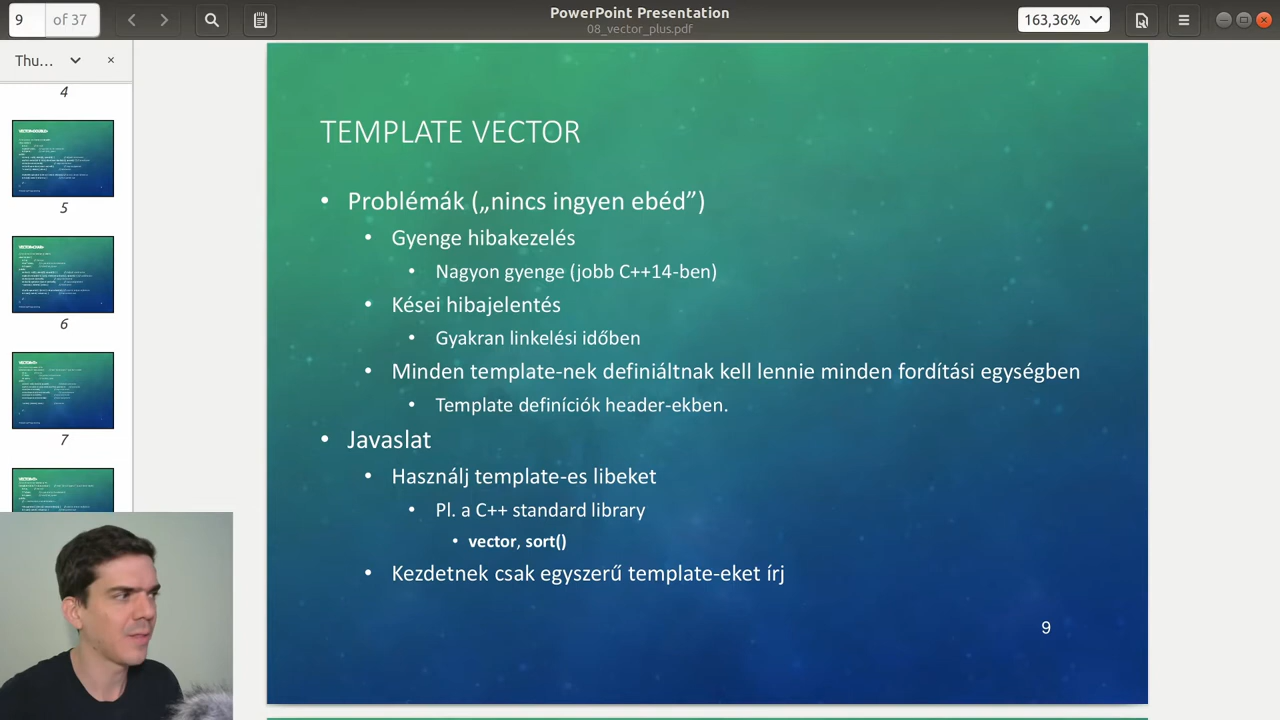 9 of 37
PowerPoint Presentation
08_vector_plus.pdf
163,36%
Thu...
4
5
6
7
TEMPLATE VECTOR
• Problémák („nincs ingyen ebéd”)
• Gyenge hibakezelés
• Nagyon gyenge (jobb C++14-ben)
• Kései hibajelentés
• Gyakran linkelési időben
• Minden template-nek definiáltnak kell lennie minden fordítási egységben
• Template definíciók header-ekben.
• Javaslat
• Használj template-es libeket
• Pl. a C++ standard library
• vector, sort()
• Kezdetnek csak egyszerű template-eket írj
9